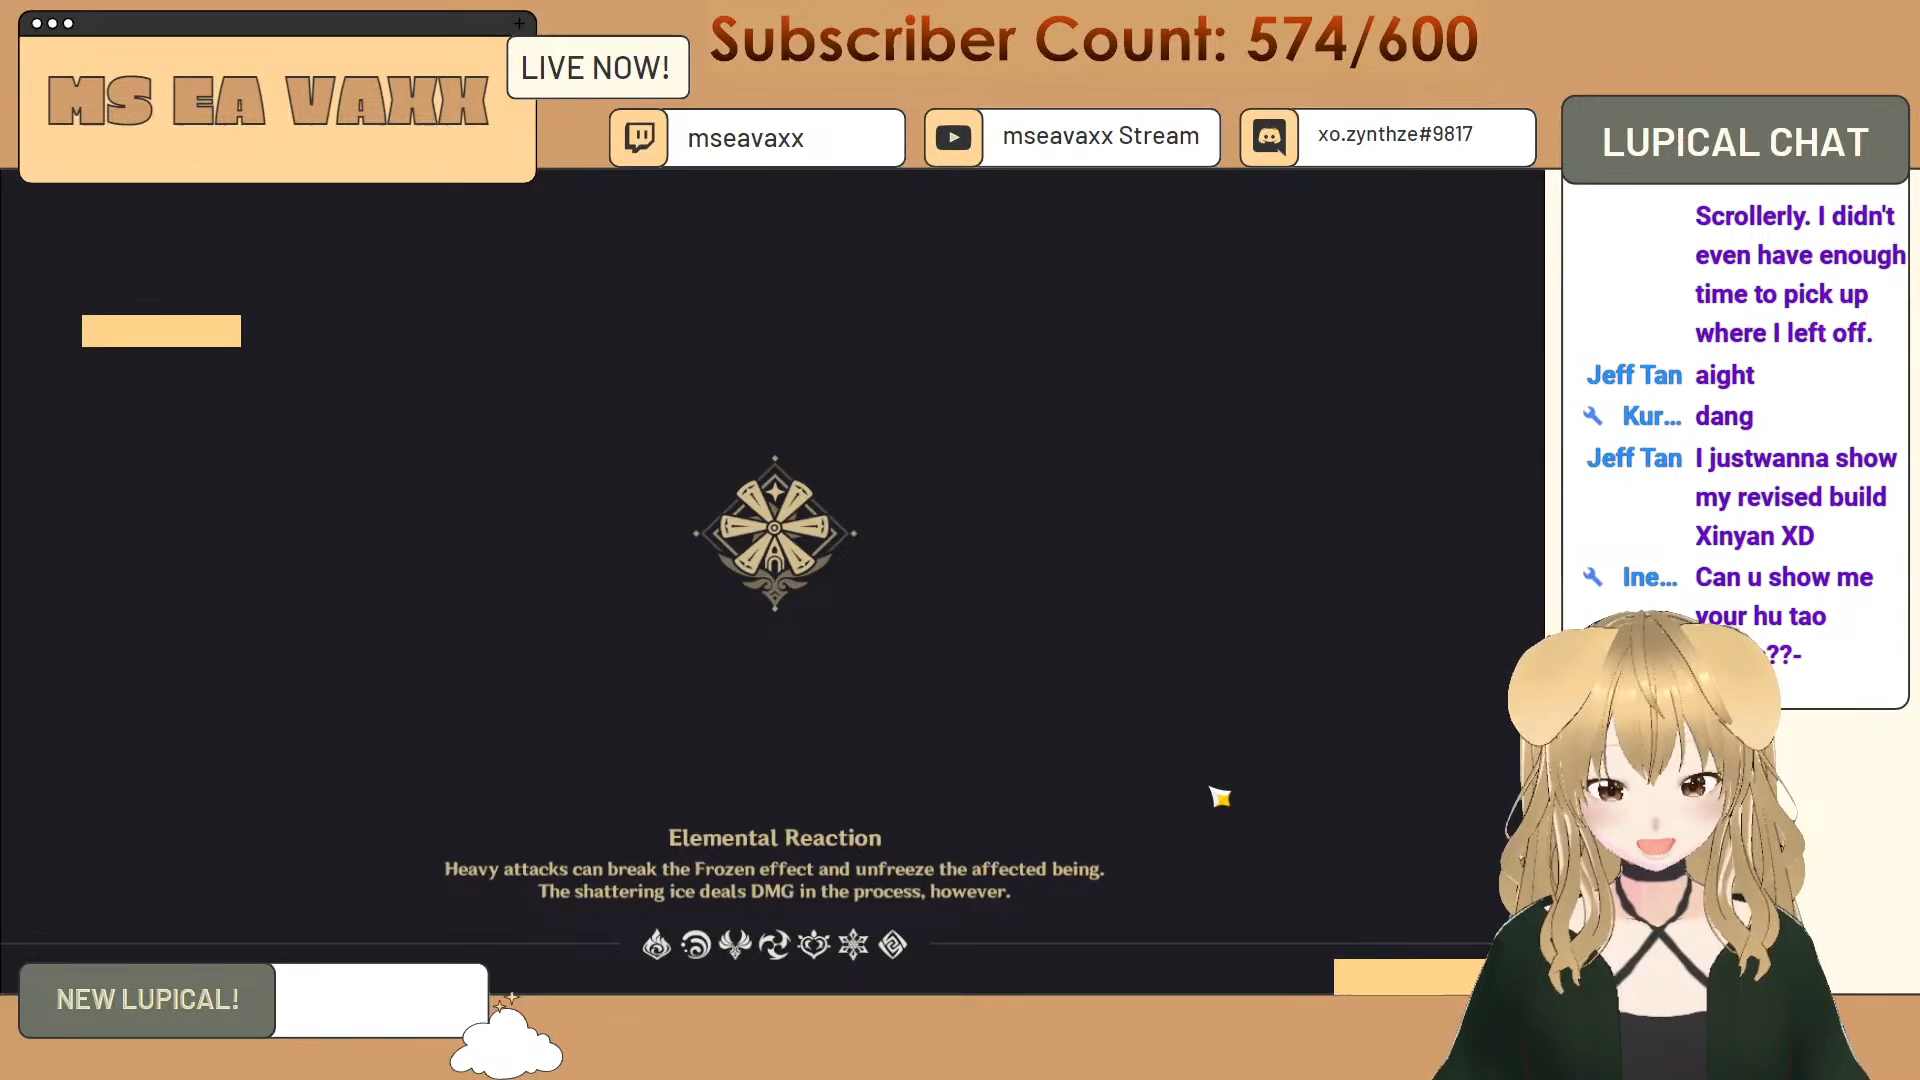 MS EA VAXX
LIVE NOW!
Subscriber Count: 574/600
mseavaxx
mseavaxx Stream
xo.zynthze#9817
LUPICAL CHAT
Scrollerly. I didn't
even have enough
time to pick up
where I left off.
Jeff Tan aight
Kur... dang
Jeff Tan I justwanna show
my revised build
Xinyan XD
Ine... Can u show me
your hu tao
??-
Elemental Reaction
Heavy attacks can break the Frozen effect and unfreeze the affected being.
The shattering ice deals DMG in the process, however.
NEW LUPICAL!